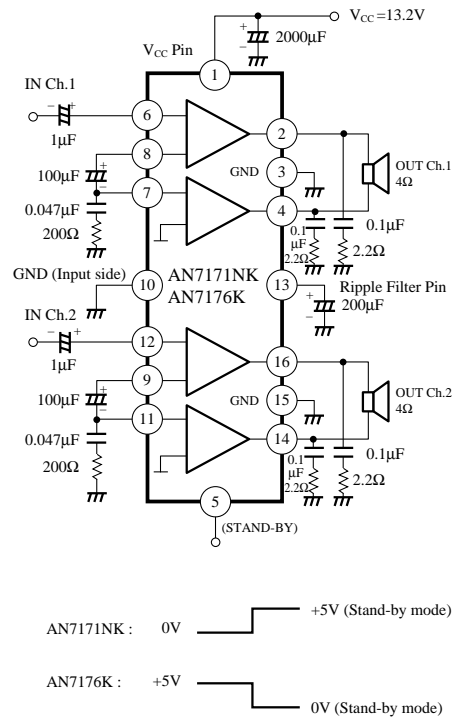 V_CC = 13.2V
2000μF
V_CC Pin
1
IN Ch.1
1μF
6
2
8
GND
3
OUT Ch.1
4Ω
100μF
7
4
0.047μF
200Ω
0.1
μF
2.2Ω
0.1μF
2.2Ω
GND (Input side)
10
AN7171NK
AN7176K
13
Ripple Filter Pin
200μF
IN Ch.2
1μF
12
16
9
GND
15
OUT Ch.2
4Ω
100μF
11
14
0.047μF
200Ω
0.1
μF
2.2Ω
0.1μF
2.2Ω
5
(STAND-BY)
AN7171NK : 0V
+5V (Stand-by mode)
AN7176K : +5V
0V (Stand-by mode)